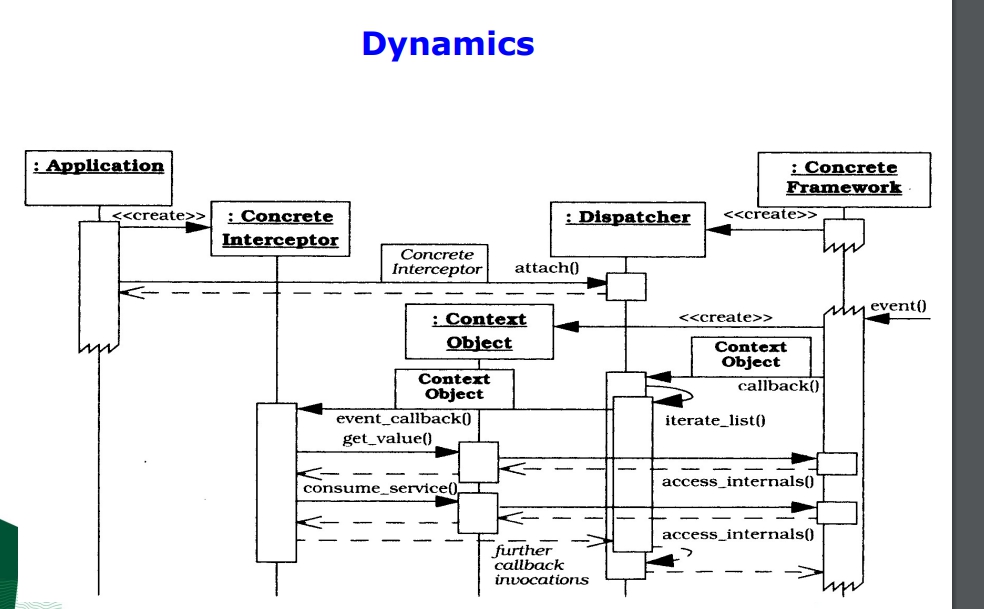 Dynamics
: Application
: Concrete
Framework
<<create>>
: Concrete
Interceptor
: Dispatcher
<<create>>
Concrete
Interceptor
attach()
event()
: Context
Object
<<create>>
Context
Object
callback()
Context
Object
event_callback()
iterate_list()
get_value()
access_internals()
consume_service()
access_internals()
further
callback
invocations